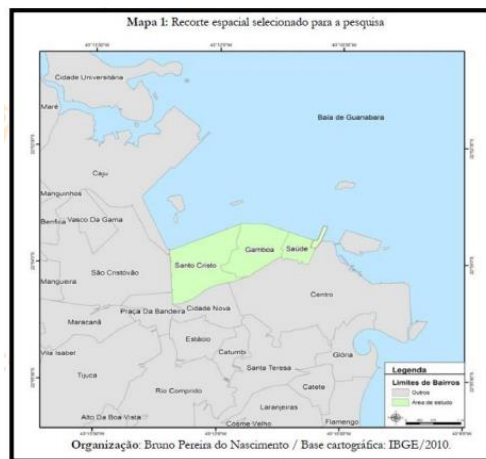 Mapa 1: Recorte espacial selecionado para a pesquisa
Cidade Universitária
Maré
Baía de Guanabara
Caju
Manguinhos
Benfica
Vasco Da Gama
Gamboa
Saúde
Santo Cristo
Mangueira
São Cristóvão
Centro
Praça Da Bandeira
Cidade Nova
Maracanã
Estácio
Vila Isabel
Catumbi
Glória
Tijuca
Santa Teresa
Rio Comprido
Catete
Laranjeiras
Alto Da Boa Vista
Cosme Velho
Flamengo
Legenda
Limites de Bairros
Outros
Área de estudo
Organização: Bruno Pereira do Nascimento / Base cartográfica: IBGE/2010.